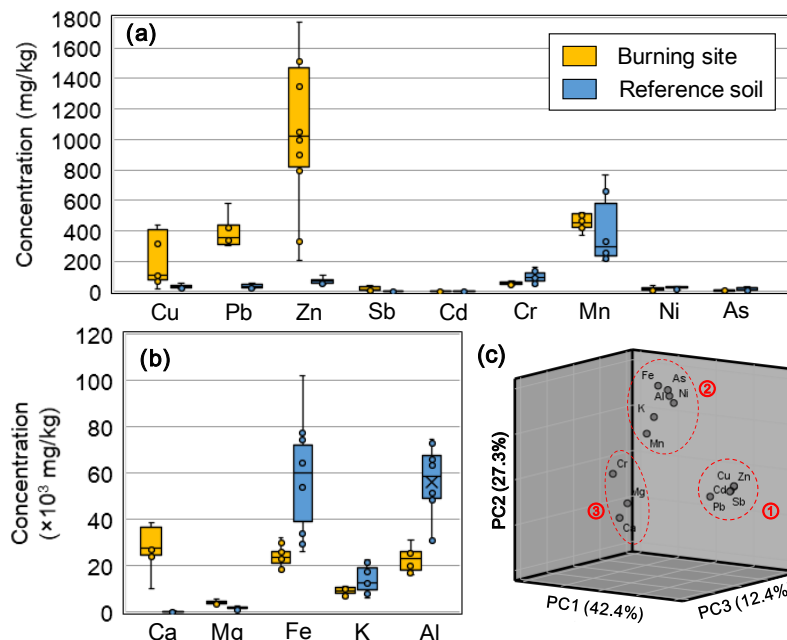 (a)
Burning site
Reference soil
Concentration (mg/kg)
1800
1600
1400
1200
1000
800
600
400
200
0
Cu Pb Zn Sb Cd Cr Mn Ni As
(b)
Concentration
(×10³ mg/kg)
120
100
80
60
40
20
0
Ca Mg Fe K Al
(c)
PC2 (27.3%)
Fe As
Al Ni
K
Mn
②
Cr
Mg
Ca
③
Cu Zn
Cd
Pb Sb
①
PC1 (42.4%)
PC3 (12.4%)